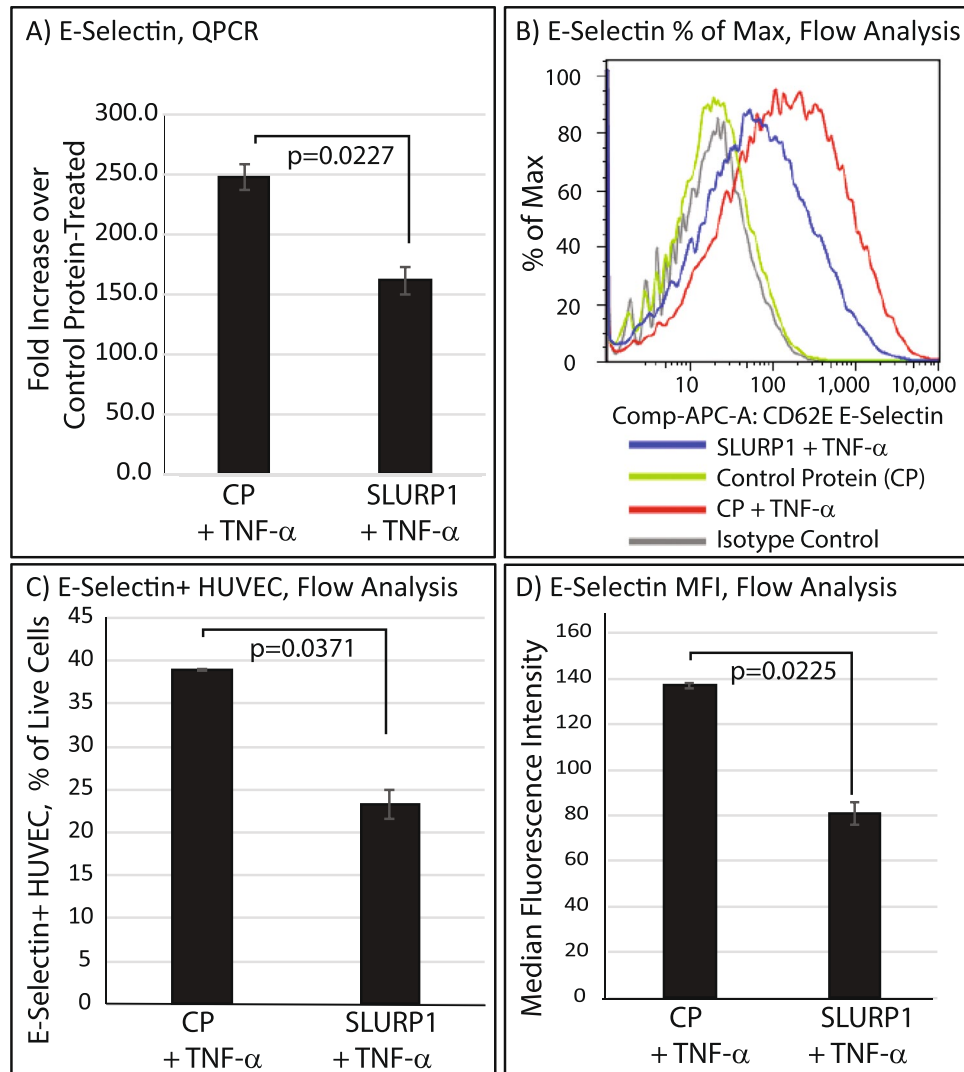 A) E-Selectin, QPCR
Fold Increase over
Control Protein-Treated
300.0
250.0
200.0
150.0
100.0
50.0
0.0
p=0.0227
CP
+ TNF-α
SLURP1
+ TNF-α
B) E-Selectin % of Max, Flow Analysis
% of Max
100
80
60
40
20
0
10
100
1,000
10,000
Comp-APC-A: CD62E E-Selectin
SLURP1 + TNF-α
Control Protein (CP)
CP + TNF-α
Isotype Control
C) E-Selectin+ HUVEC, Flow Analysis
E-Selectin+ HUVEC, % of Live Cells
45
40
35
30
25
20
15
10
5
0
p=0.0371
CP
+ TNF-α
SLURP1
+ TNF-α
D) E-Selectin MFI, Flow Analysis
Median Fluorescence Intensity
160
140
120
100
80
60
40
20
0
p=0.0225
CP
+ TNF-α
SLURP1
+ TNF-α